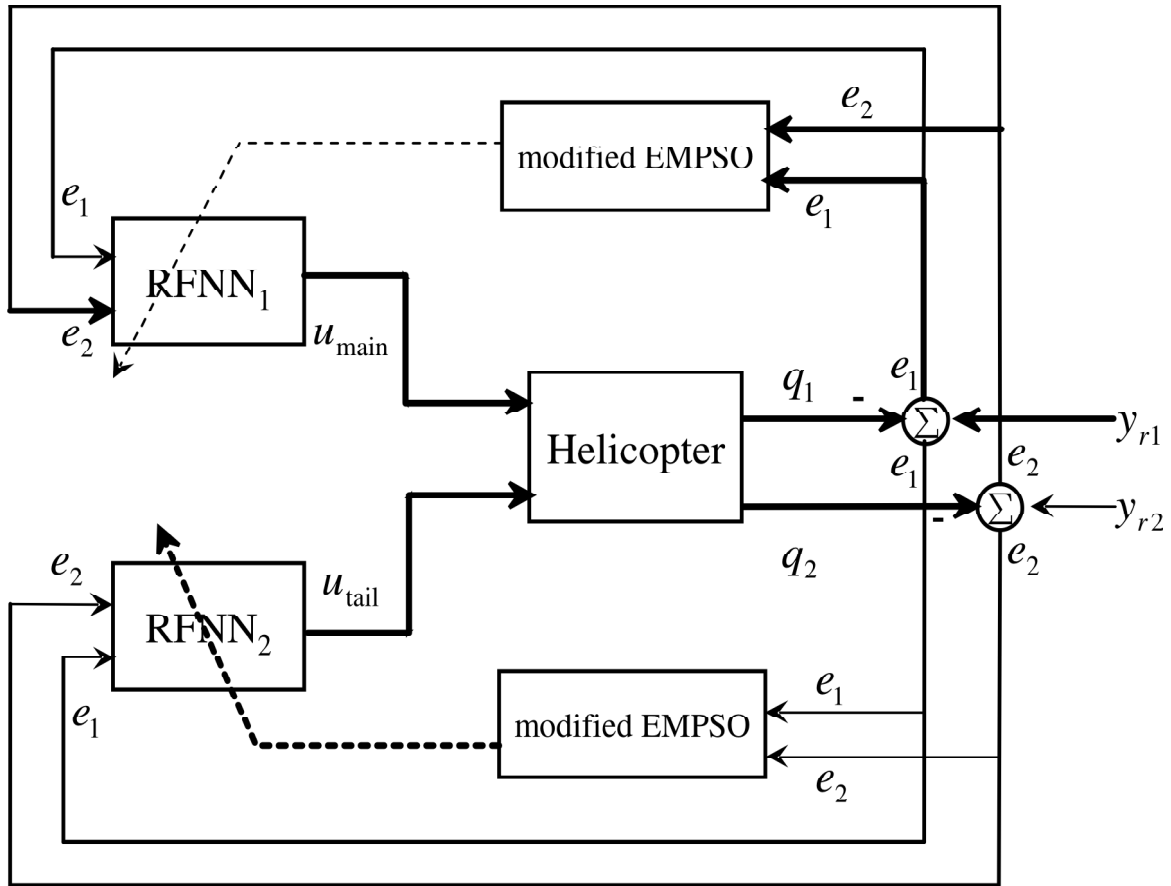 e2
modified EMPSO
e1
e1
RFNN1
e2
umain
q1
-
e1
Σ
yr1
Helicopter
e1
e2
-
Σ
yr2
q2
e2
e2
utail
RFNN2
e1
e1
modified EMPSO
e2